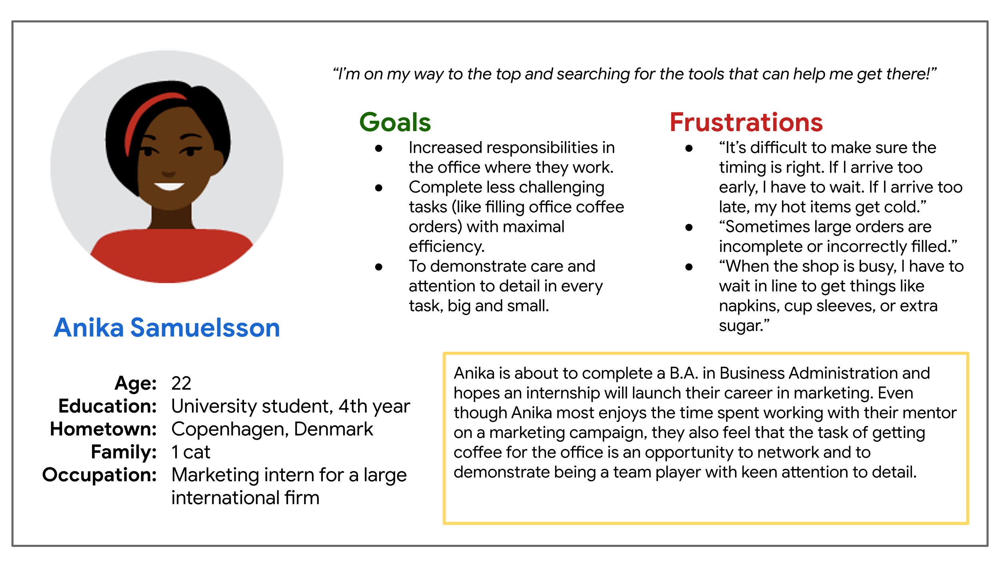 “I’m on my way to the top and searching for the tools that can help me get there!”
Goals
● Increased responsibilities in
the office where they work.
● Complete less challenging
tasks (like filling office coffee
orders) with maximal
efficiency.
● To demonstrate care and
attention to detail in every
task, big and small.
Frustrations
● “It’s difficult to make sure the
timing is right. If I arrive too
early, I have to wait. If I arrive too
late, my hot items get cold.”
● “Sometimes large orders are
incomplete or incorrectly filled.”
● “When the shop is busy, I have to
wait in line to get things like
napkins, cup sleeves, or extra
sugar.”
Anika Samuelsson
Age: 22
Education: University student, 4th year
Hometown: Copenhagen, Denmark
Family: 1 cat
Occupation: Marketing intern for a large
international firm
Anika is about to complete a B.A. in Business Administration and
hopes an internship will launch their career in marketing. Even
though Anika most enjoys the time spent working with their mentor
on a marketing campaign, they also feel that the task of getting
coffee for the office is an opportunity to network and to
demonstrate being a team player with keen attention to detail.